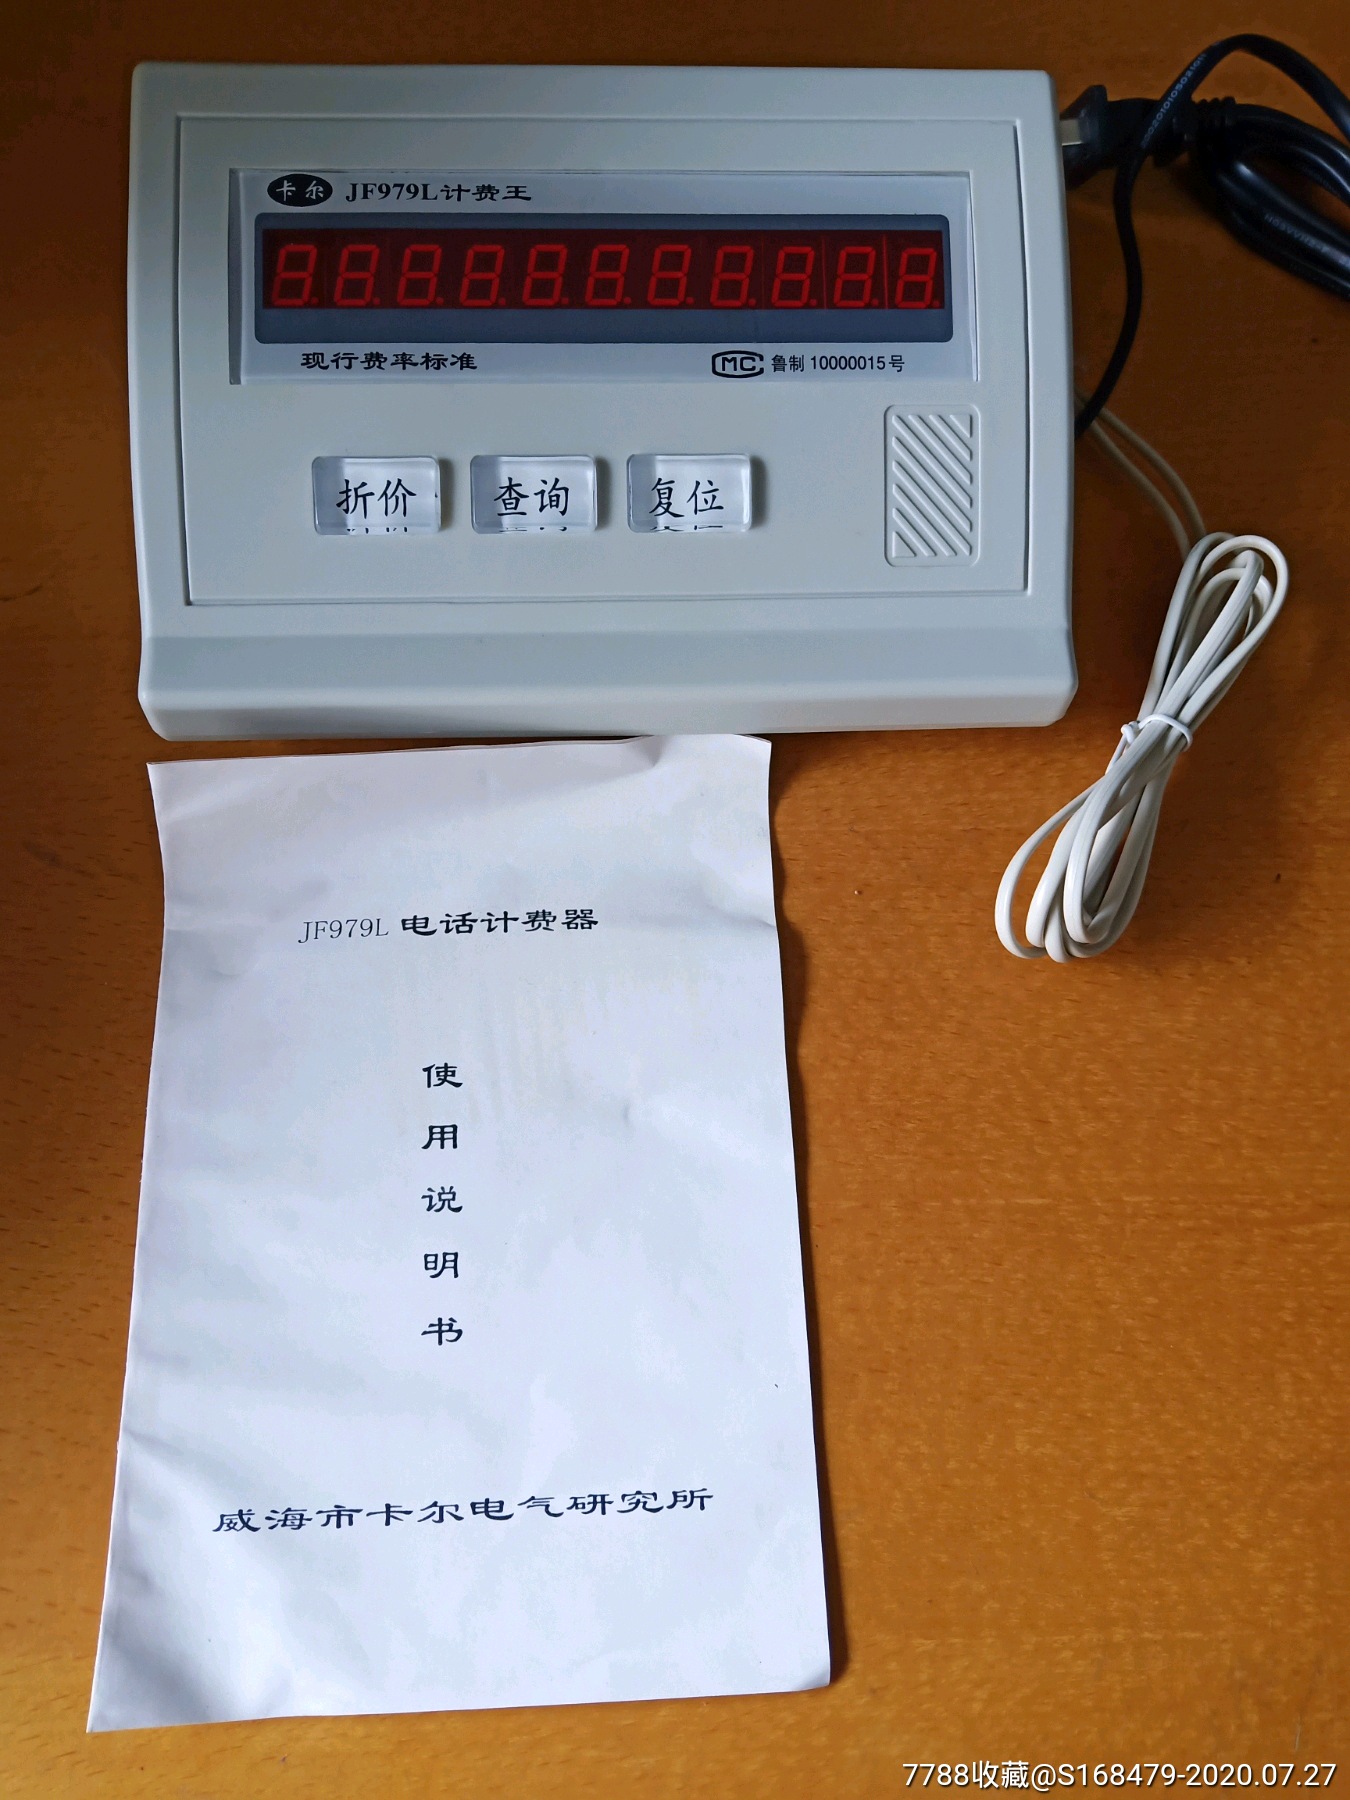 卡尔 JF979L计费王
8.8.8.8.8.8.8.8.8.8.8.
现行费率标准
MC 鲁制 10000015号
折价 查询 复位
JF979L 电话计费器
使
用
说
明
书
威海市卡尔电气研究所
7788收藏@S168479-2020.07.27